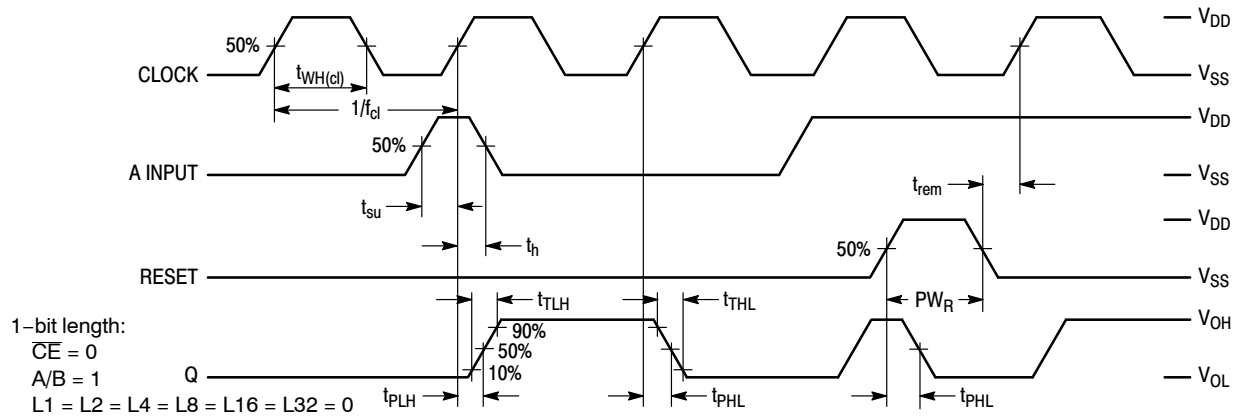 V_DD
50%
CLOCK
t_WH(cl)
V_SS
1/f_cl
V_DD
50%
A INPUT
t_rem
V_SS
t_su
V_DD
t_h
50%
RESET
V_SS
t_TLH
t_THL
PW_R
1−bit length:
90%
V_OH
CE = 0
50%
A/B = 1
Q
10%
V_OL
t_PLH
t_PHL
t_PHL
L1 = L2 = L4 = L8 = L16 = L32 = 0